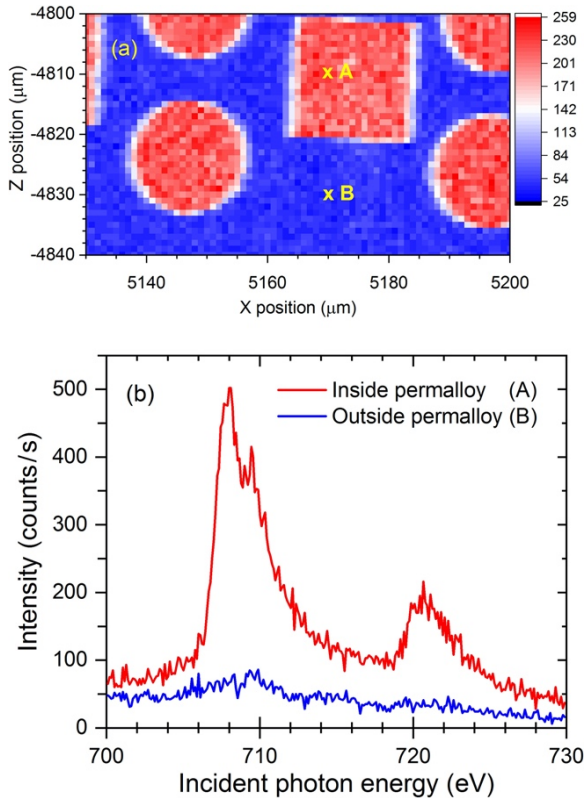 (a)
x A
x B
-4800
-4810
-4820
-4830
-4840
Z position (μm)
5140 5160 5180 5200
X position (μm)
259
230
201
171
142
113
84
54
25
(b)
Inside permalloy (A)
Outside permalloy (B)
500
400
300
200
100
0
Intensity (counts/s)
700 710 720 730
Incident photon energy (eV)